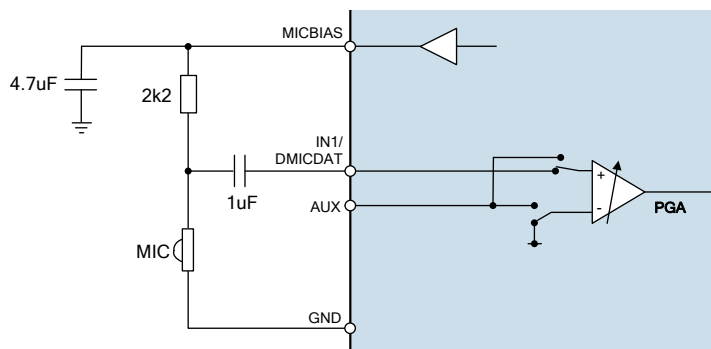 MICBIAS
4.7uF
2k2
IN1/
DMICDAT
1uF
AUX
+
-
PGA
MIC
GND